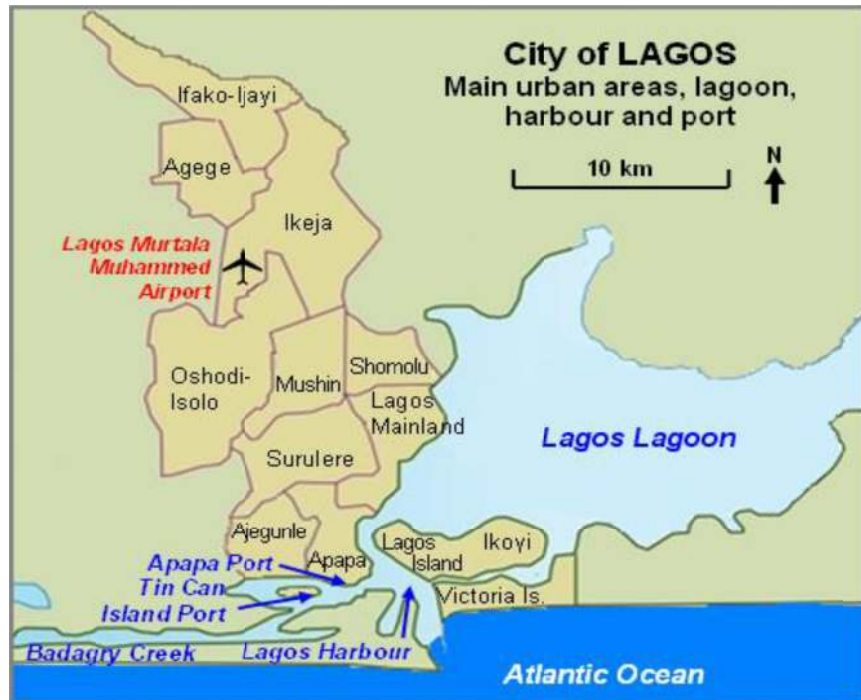 City of LAGOS
Main urban areas, lagoon,
harbour and port
10 km
N
Ifako-Ijayi
Agege
Ikeja
Lagos Murtala
Muhammed
Airport
Oshodi-
Isolo
Mushin
Shomolu
Lagos
Mainland
Lagos Lagoon
Surulere
Ajegunle
Apapa
Lagos
Island
Ikoyi
Apapa Port
Tin Can
Island Port
Victoria Is.
Badagry Creek
Lagos Harbour
Atlantic Ocean